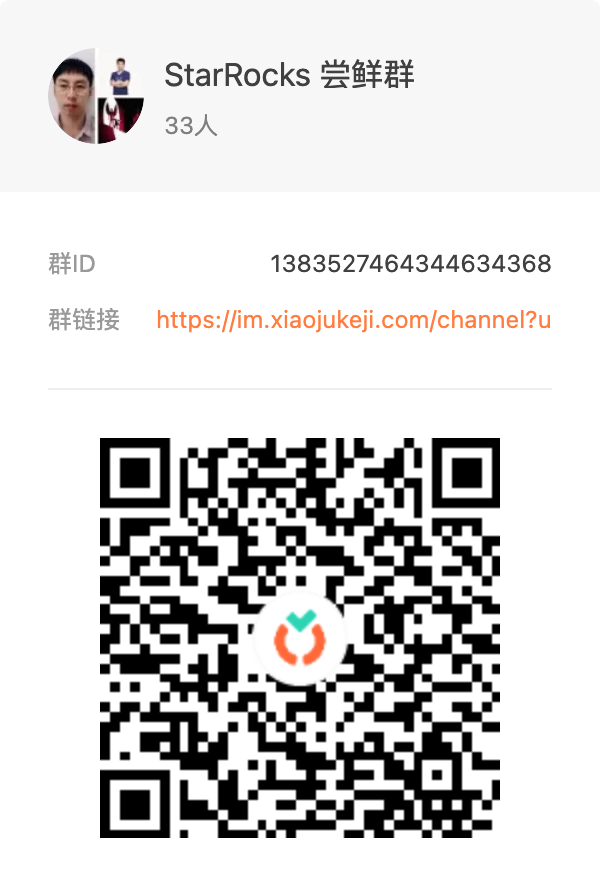 StarRocks 尝鲜群
33人
群ID 1383527464344634368
群链接 https://im.xiaojukeji.com/channel?u